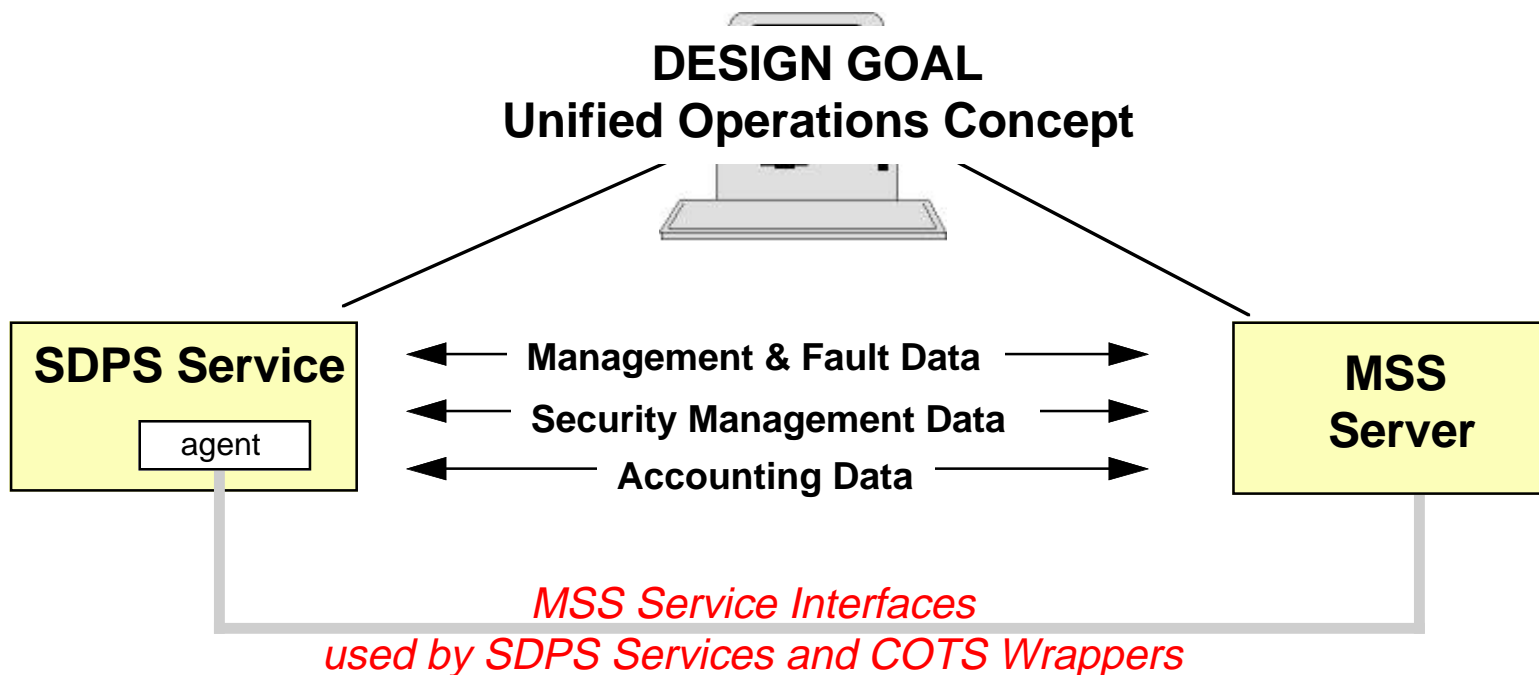 DESIGN GOAL
Unified Operations Concept
SDPS Service
agent
Management & Fault Data
Security Management Data
Accounting Data
MSS
Server
MSS Service Interfaces
used by SDPS Services and COTS Wrappers